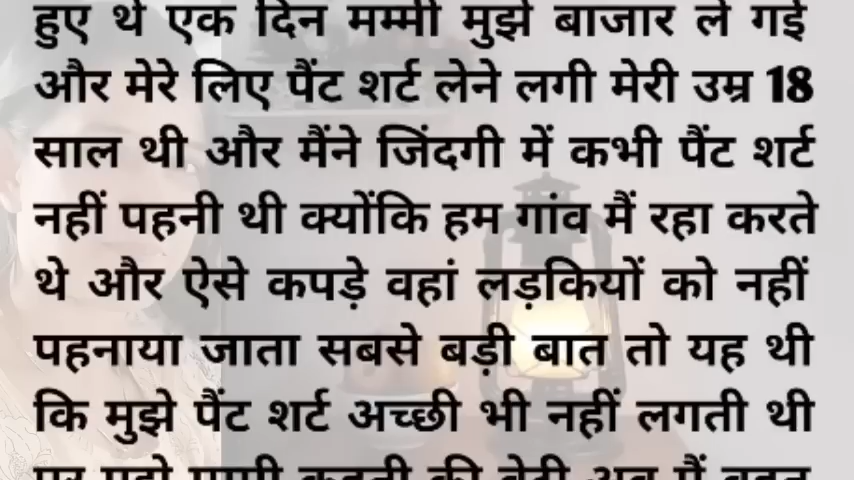 हुए थे एक दिन मम्मी मुझे बाजार ले गई
और मेरे लिए पैंट शर्ट लेने लगी मेरी उम्र 18
साल थी और मैंने जिंदगी में कभी पैंट शर्ट
नहीं पहनी थी क्योंकि हम गांव मैं रहा करते
थे और ऐसे कपड़े वहां लड़कियों को नहीं
पहनाया जाता सबसे बड़ी बात तो यह थी
कि मुझे पैंट शर्ट अच्छी भी नहीं लगती थी